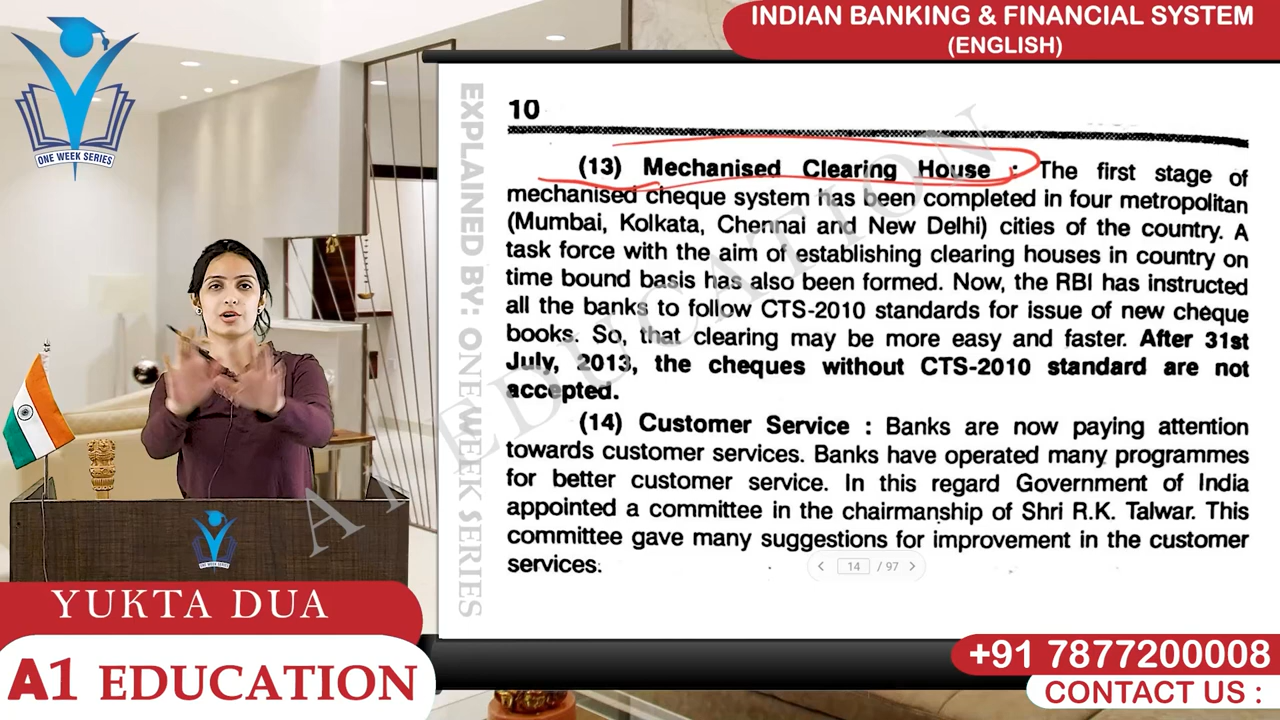 INDIAN BANKING & FINANCIAL SYSTEM
(ENGLISH)
ONE WEEK SERIES
EXPLAINED BY: ONE WEEK SERIES
A1 EDUCATION
10
(13) Mechanised Clearing House : The first stage of
mechanised cheque system has been completed in four metropolitan
(Mumbai, Kolkata, Chennai and New Delhi) cities of the country. A
task force with the aim of establishing clearing houses in country on
time bound basis has also been formed. Now, the RBI has instructed
all the banks to follow CTS-2010 standards for issue of new cheque
books. So, that clearing may be more easy and faster. After 31st
July, 2013, the cheques without CTS-2010 standard are not
accepted.
(14) Customer Service : Banks are now paying attention
towards customer services. Banks have operated many programmes
for better customer service. In this regard Government of India
appointed a committee in the chairmanship of Shri R.K. Talwar. This
committee gave many suggestions for improvement in the customer
services.
14 / 97
ONE WEEK SERIES
YUKTA DUA
A1 EDUCATION
+91 7877200008
CONTACT US :